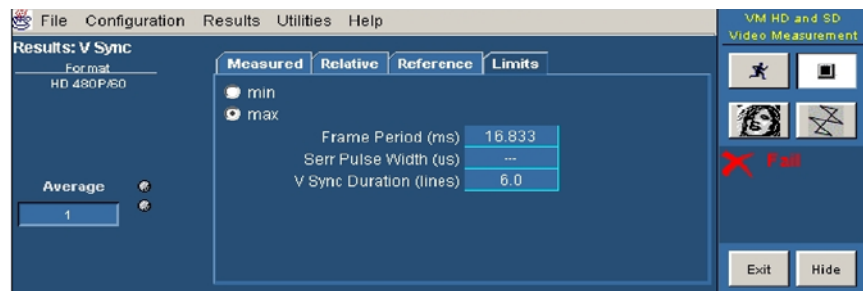 File Configuration Results Utilities Help
VM HD and SD
Video Measurement
Results: V Sync
Format
HD 480P/60
Measured Relative Reference Limits
min
max
Frame Period (ms) 16.833
Serr Pulse Width (us) ---
V Sync Duration (lines) 6.0
Average
1
Fail
Exit Hide